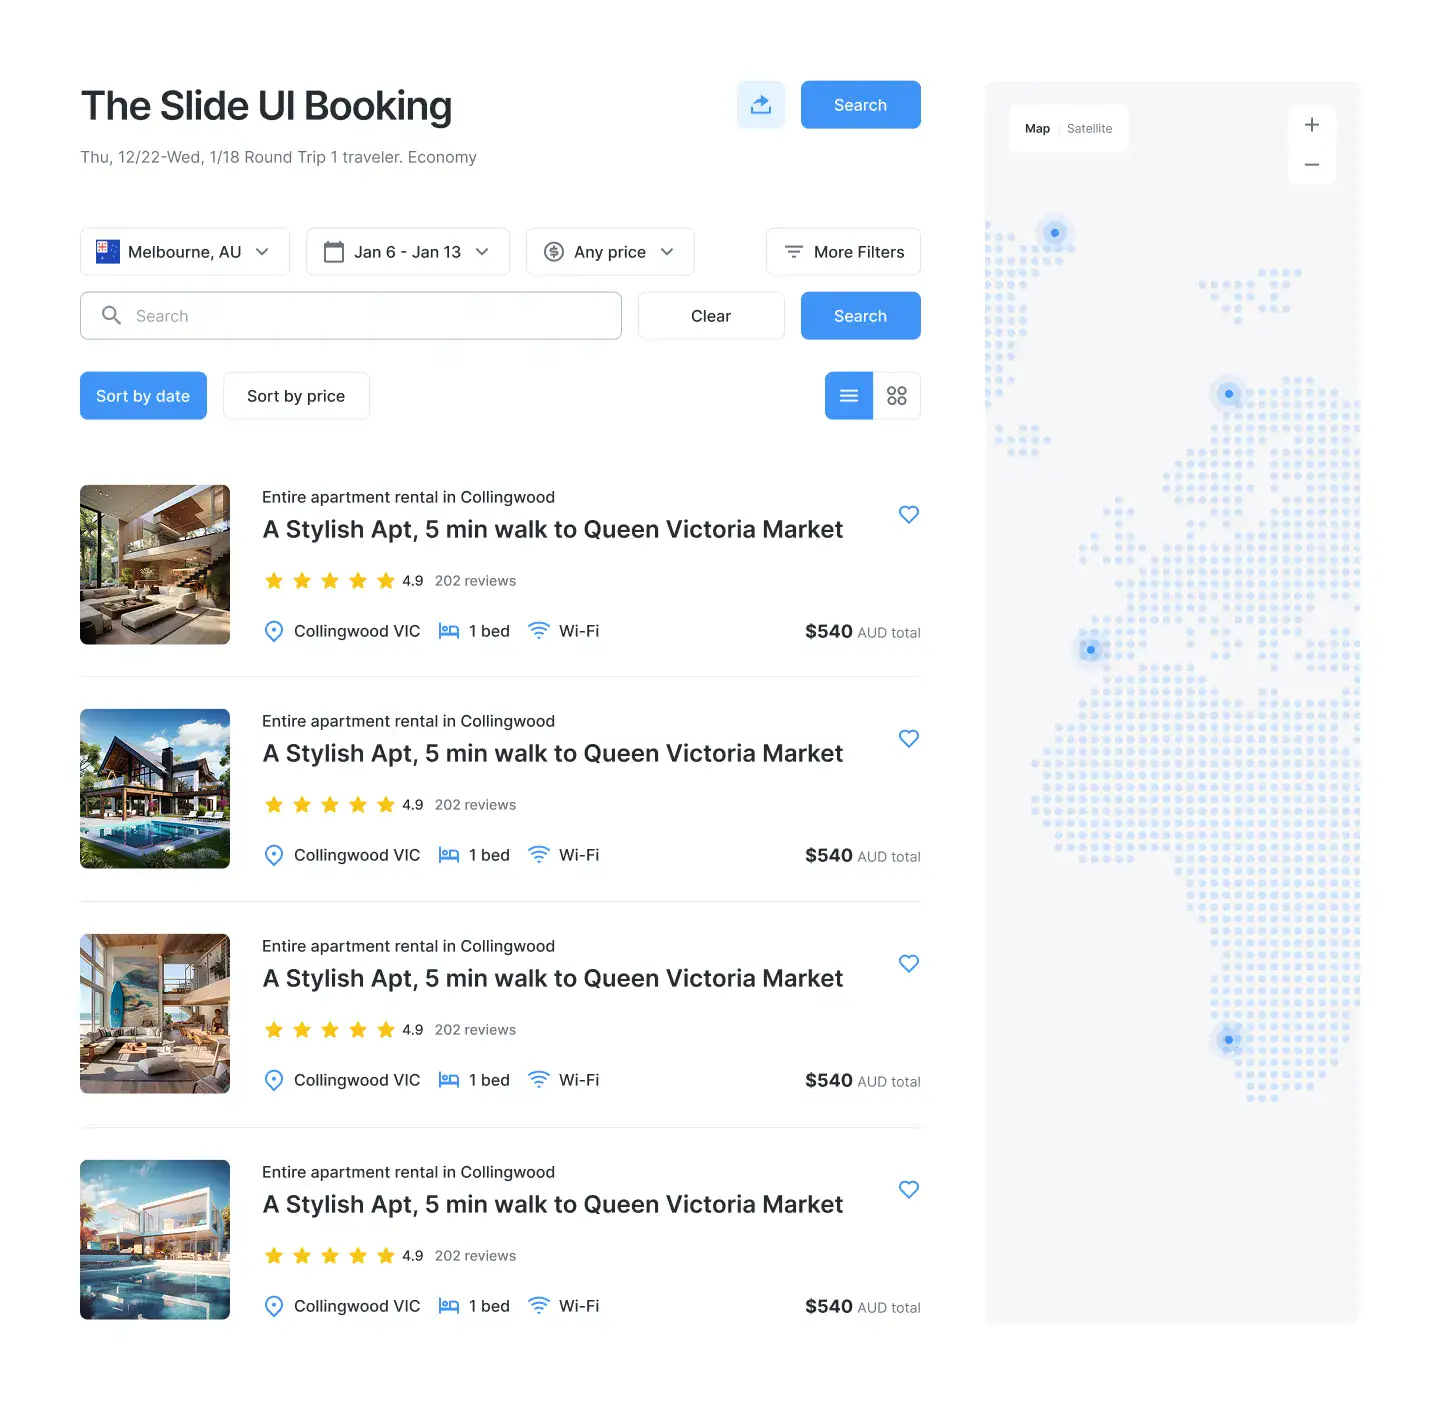 The Slide UI Booking
Search
Thu, 12/22-Wed, 1/18 Round Trip 1 traveler. Economy
Melbourne, AU
Jan 6 - Jan 13
Any price
More Filters
Search
Clear
Search
Sort by date
Sort by price
Entire apartment rental in Collingwood
A Stylish Apt, 5 min walk to Queen Victoria Market
4.9 202 reviews
Collingwood VIC 1 bed Wi-Fi $540 AUD total
Entire apartment rental in Collingwood
A Stylish Apt, 5 min walk to Queen Victoria Market
4.9 202 reviews
Collingwood VIC 1 bed Wi-Fi $540 AUD total
Entire apartment rental in Collingwood
A Stylish Apt, 5 min walk to Queen Victoria Market
4.9 202 reviews
Collingwood VIC 1 bed Wi-Fi $540 AUD total
Entire apartment rental in Collingwood
A Stylish Apt, 5 min walk to Queen Victoria Market
4.9 202 reviews
Collingwood VIC 1 bed Wi-Fi $540 AUD total
Map Satellite